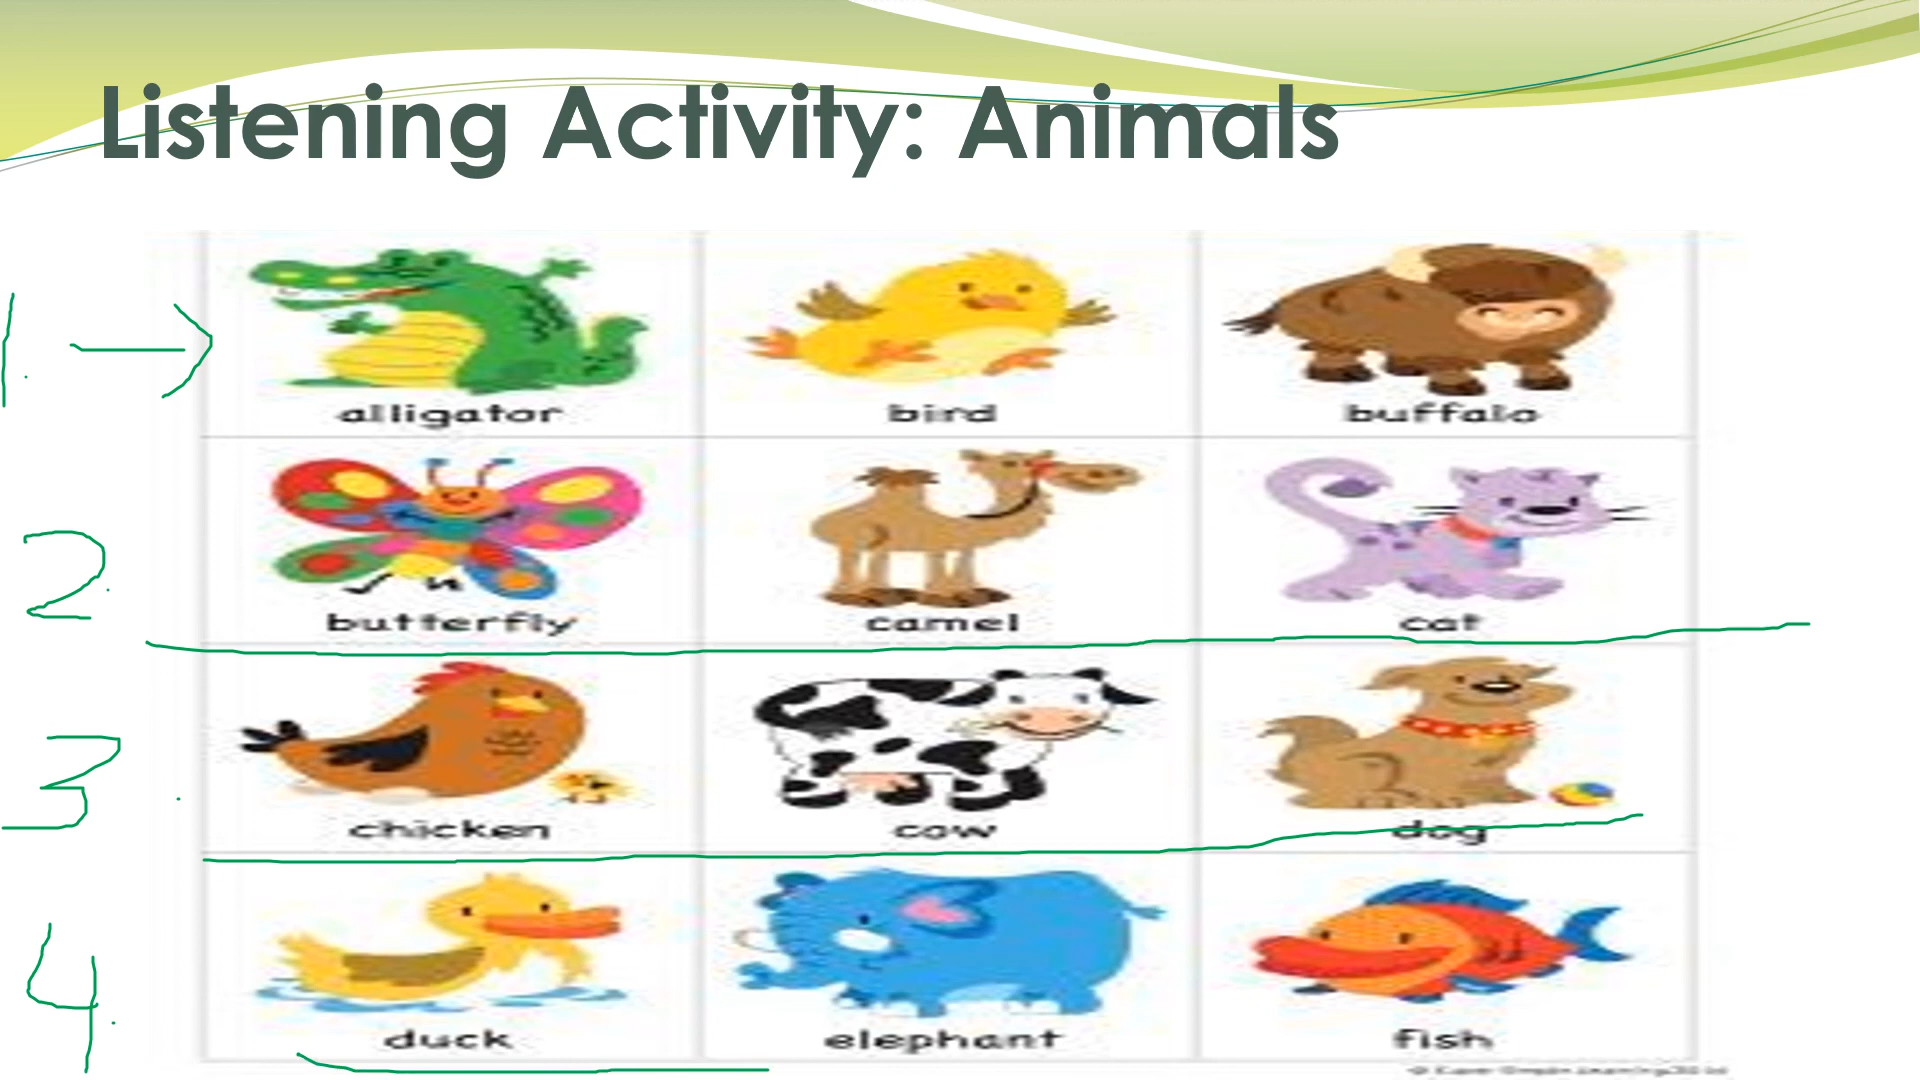 Listening Activity: Animals
1. alligator bird buffalo
2. butterfly camel cat
3. chicken cow dog
4. duck elephant fish